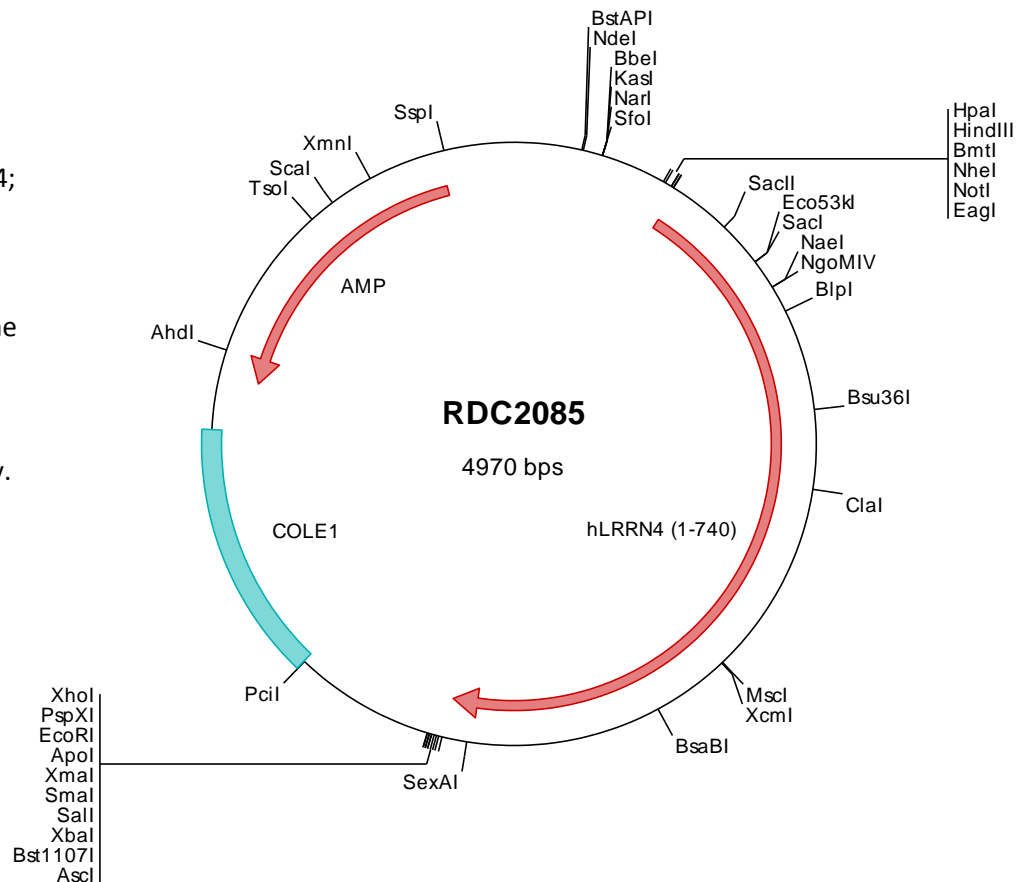 4;
e
v.
BstAPI
NdeI
BbeI
KasI
NarI
SfoI
SspI
XmnI
ScaI
TsoI
AhdI
HpaI
HindIII
BmtI
NheI
NotI
EagI
SacII
Eco53kI
SacI
NaeI
NgoMIV
BlpI
Bsu36I
ClaI
AMP
RDC2085
4970 bps
hLRRN4 (1-740)
COLE1
MscI
XcmI
BsaBI
SexAI
PciI
XhoI
PspXI
EcoRI
ApoI
XmaI
SmaI
SalI
XbaI
Bst1107I
AscI